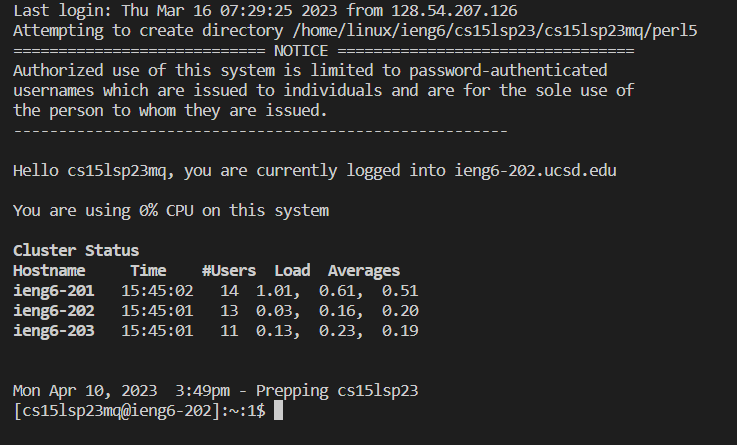 Last login: Thu Mar 16 07:29:25 2023 from 128.54.207.126
Attempting to create directory /home/linux/ieng6/cs15lsp23/cs15lsp23mq/perl5
============================ NOTICE =================================
Authorized use of this system is limited to password-authenticated
usernames which are issued to individuals and are for the sole use of
the person to whom they are issued.
-------------------------------------------------------
Hello cs15lsp23mq, you are currently logged into ieng6-202.ucsd.edu
You are using 0% CPU on this system
Cluster Status
Hostname     Time    #Users  Load  Averages
ieng6-201   15:45:02   14  1.01,  0.61,  0.51
ieng6-202   15:45:01   13  0.03,  0.16,  0.20
ieng6-203   15:45:01   11  0.13,  0.23,  0.19
Mon Apr 10, 2023  3:49pm - Prepping cs15lsp23
[cs15lsp23mq@ieng6-202]:~:1$